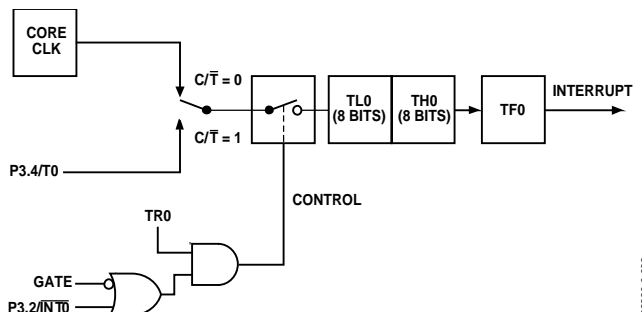 CORE
CLK
C/T̅ = 0
C/T̅ = 1
P3.4/T0
TL0
(8 BITS)
TH0
(8 BITS)
TF0
INTERRUPT
CONTROL
TR0
GATE
P3.2/I̅N̅T̅0̅